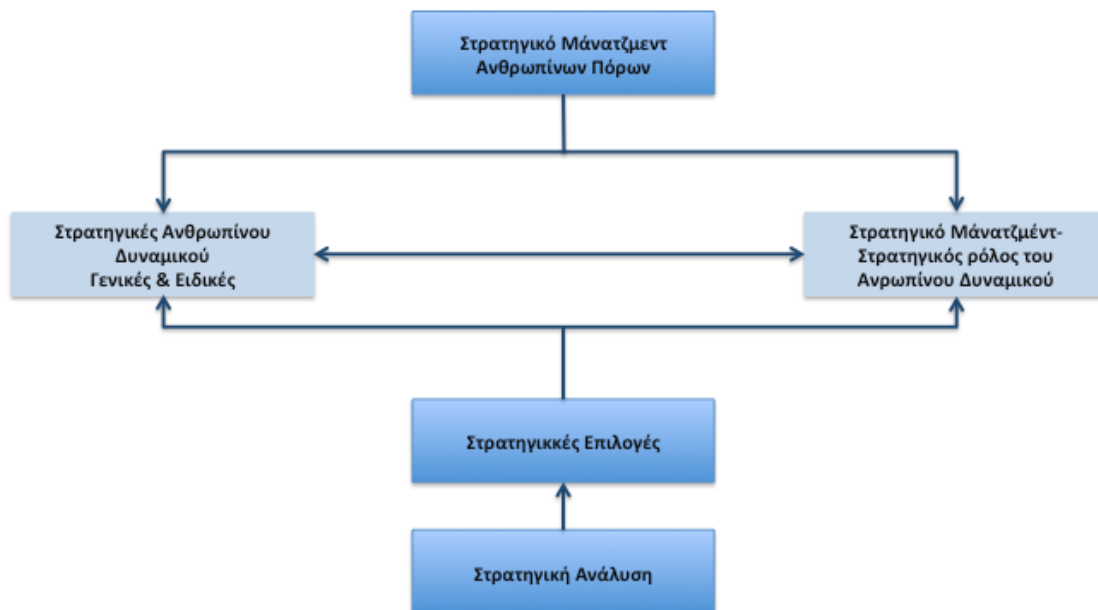 Στρατηγικό Μάνατζμεντ
Ανθρωπίνων Πόρων
Στρατηγικές Ανθρωπίνου
Δυναμικού
Γενικές & Ειδικές
Στρατηγικό Μάνατζμέντ-
Στρατηγικός ρόλος του
Ανρωπίνου Δυναμικού
Στρατηγικκές Επιλογές
Στρατηγική Ανάλυση